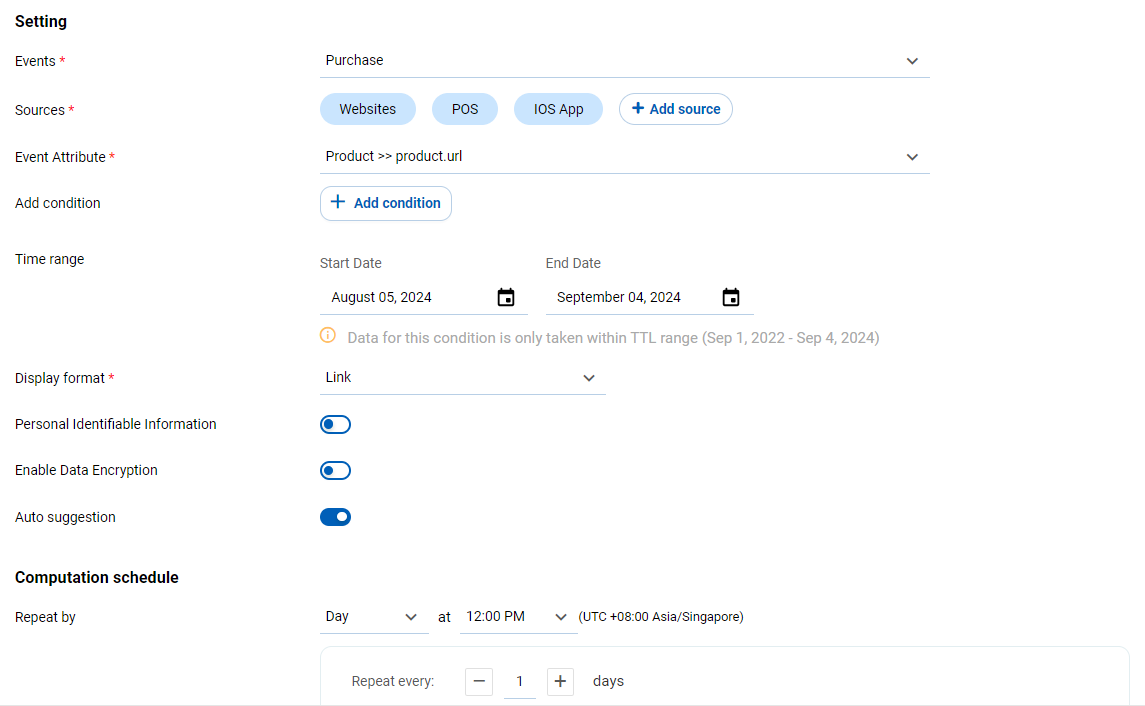 Setting
Events *
Purchase
Sources *
Websites
POS
IOS App
+ Add source
Event Attribute *
Product >> product.url
Add condition
+ Add condition
Time range
Start Date
End Date
August 05, 2024
September 04, 2024
Data for this condition is only taken within TTL range (Sep 1, 2022 - Sep 4, 2024)
Display format *
Link
Personal Identifiable Information
Enable Data Encryption
Auto suggestion
Computation schedule
Repeat by
Day
at
12:00 PM
(UTC +08:00 Asia/Singapore)
Repeat every:
1
days